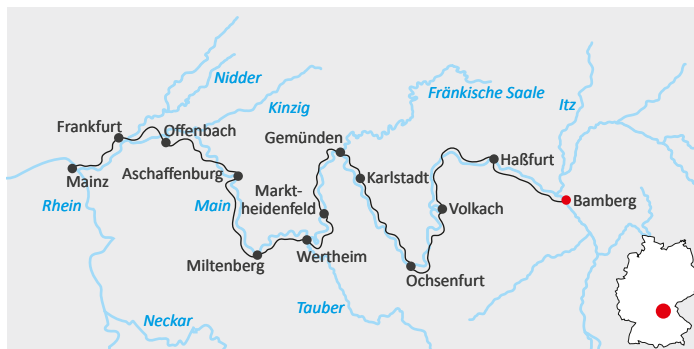 Nidder
Fränkische Saale
Itz
Kinzig
Frankfurt
Offenbach
Gemünden
Haßfurt
Mainz
Aschaffenburg
Karlstadt
Rhein
Main
Markt-
heidenfeld
Volkach
Bamberg
Miltenberg
Wertheim
Ochsenfurt
Neckar
Tauber